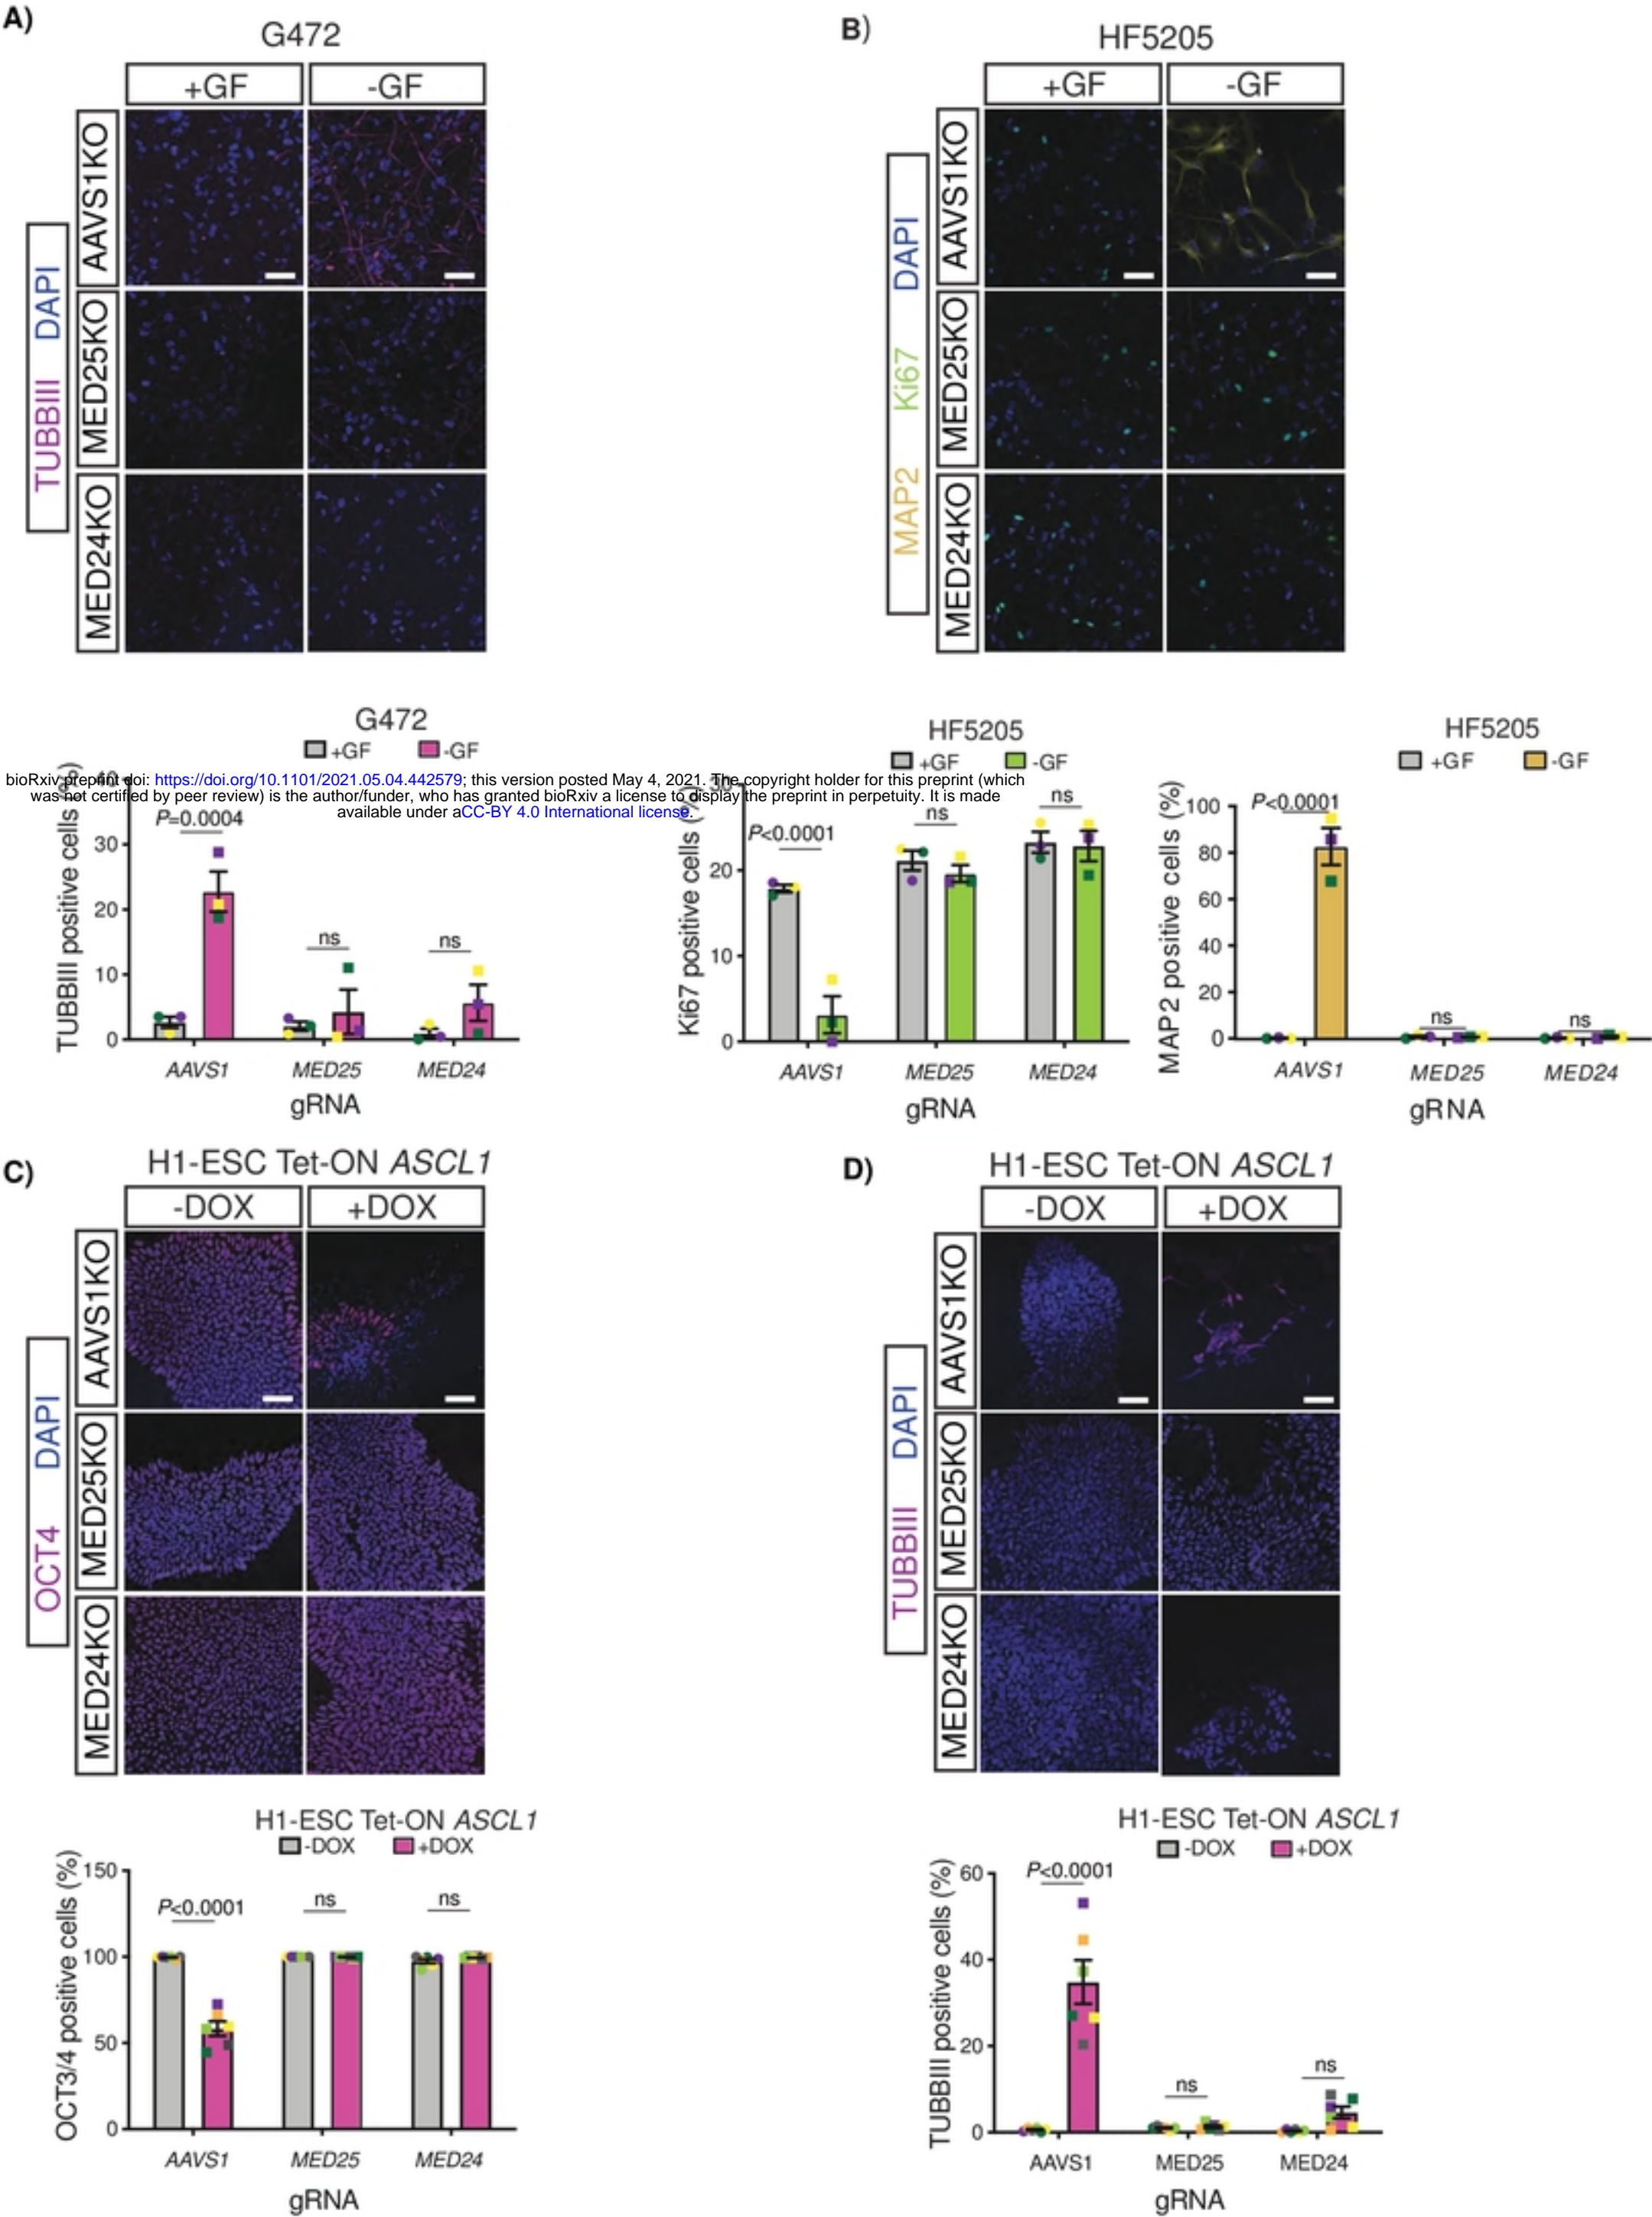 A)
G472
+GF
-GF
AAVS1KO
MED25KO
MED24KO
TUBBIII DAPI
B)
HF5205
+GF
-GF
AAVS1KO
MED25KO
MED24KO
MAP2 Ki67 DAPI
G472
+GF -GF
TUBBIII positive cells (%)
40
30
20
10
0
P=0.0004
ns
ns
AAVS1 MED25 MED24
gRNA
bioRxiv preprint doi: https://doi.org/10.1101/2021.05.04.442579; this version posted May 4, 2021. The copyright holder for this preprint (which
was not certified by peer review) is the author/funder, who has granted bioRxiv a license to display the preprint in perpetuity. It is made
available under aCC-BY 4.0 International license.
HF5205
+GF -GF
Ki67 positive cells (%)
30
20
10
0
P<0.0001
ns
ns
AAVS1 MED25 MED24
gRNA
HF5205
+GF -GF
MAP2 positive cells (%)
100
80
60
40
20
0
P<0.0001
ns
ns
AAVS1 MED25 MED24
gRNA
C)
H1-ESC Tet-ON ASCL1
-DOX
+DOX
AAVS1KO
MED25KO
MED24KO
OCT4 DAPI
D)
H1-ESC Tet-ON ASCL1
-DOX
+DOX
AAVS1KO
MED25KO
MED24KO
TUBBIII DAPI
H1-ESC Tet-ON ASCL1
-DOX +DOX
OCT3/4 positive cells (%)
150
100
50
0
P<0.0001
ns
ns
AAVS1 MED25 MED24
gRNA
H1-ESC Tet-ON ASCL1
-DOX +DOX
TUBBIII positive cells (%)
60
40
20
0
P<0.0001
ns
ns
AAVS1 MED25 MED24
gRNA